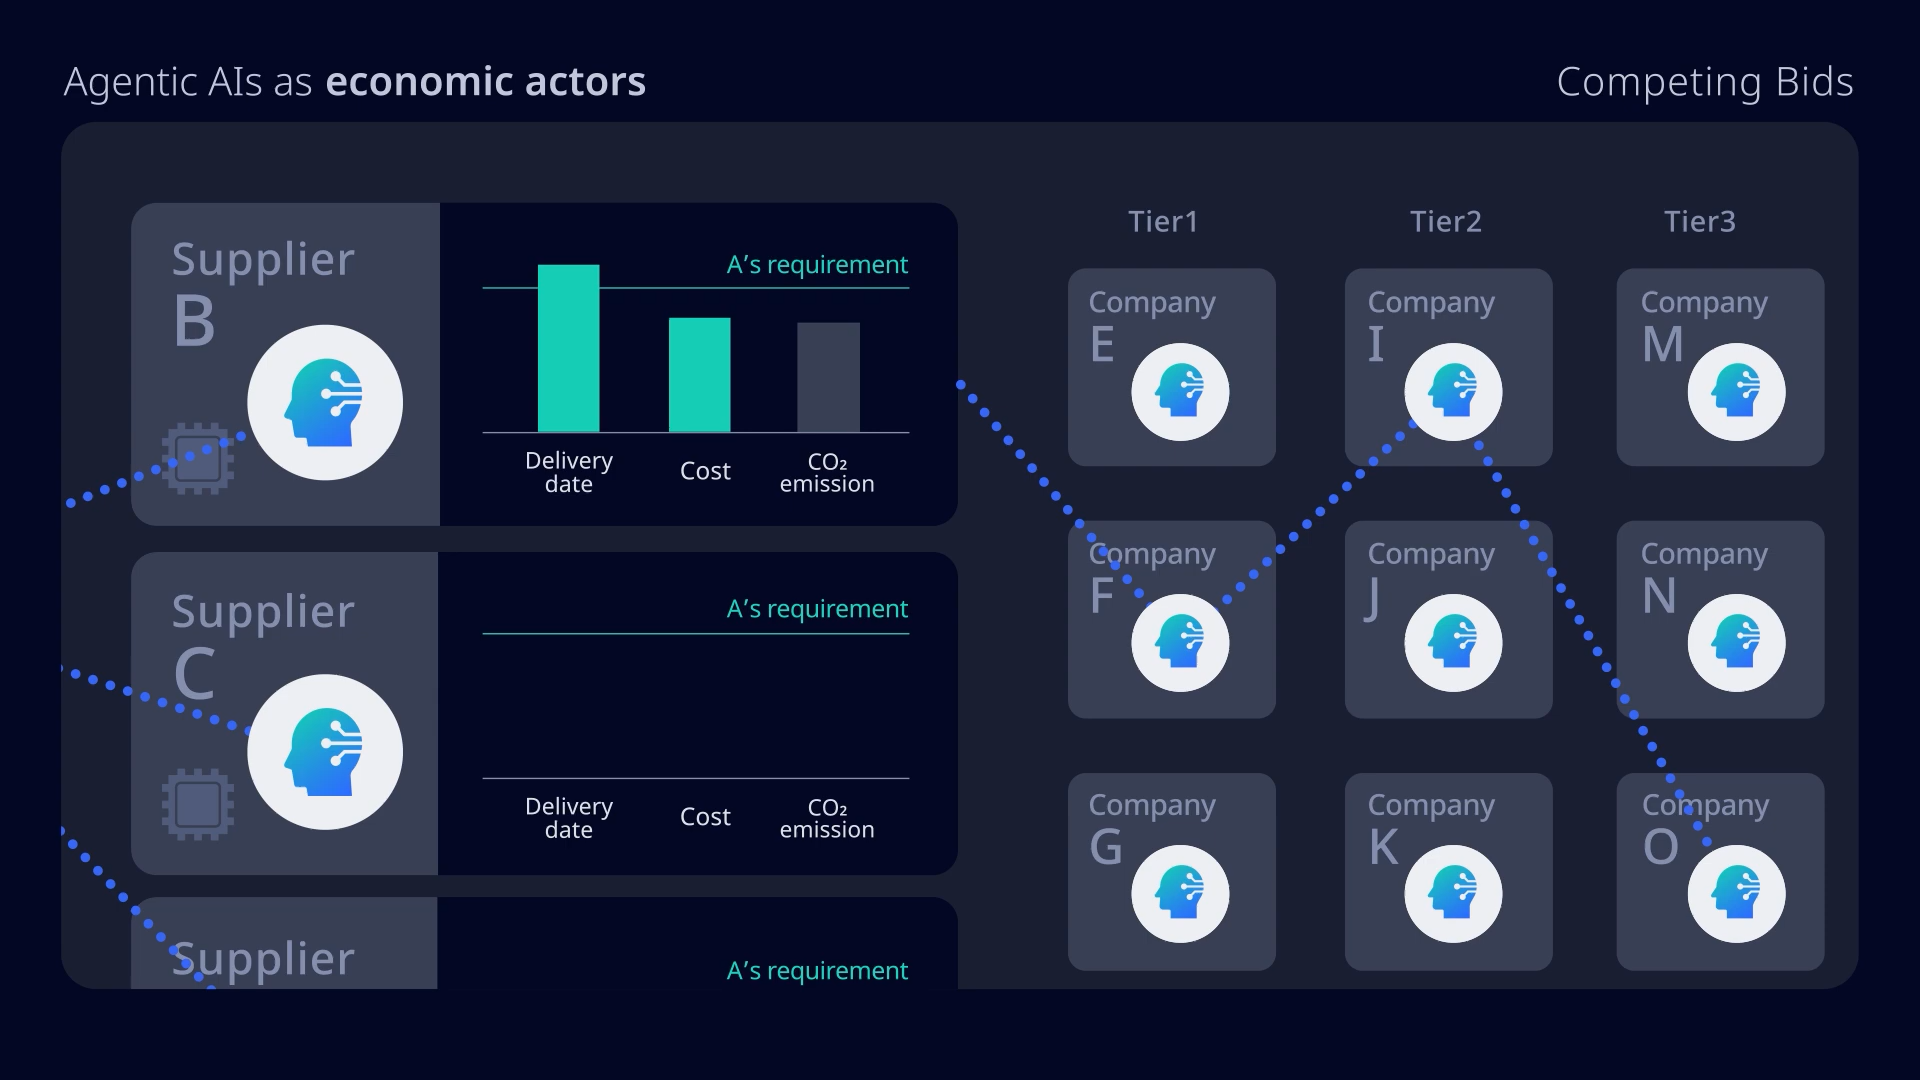 Agentic AIs as economic actors
Competing Bids
Supplier
B
A’s requirement
Delivery
date
Cost
CO₂
emission
Supplier
C
A’s requirement
Delivery
date
Cost
CO₂
emission
Supplier
A’s requirement
Tier1
Tier2
Tier3
Company
E
Company
I
Company
M
Company
F
Company
J
Company
N
Company
G
Company
K
Company
O